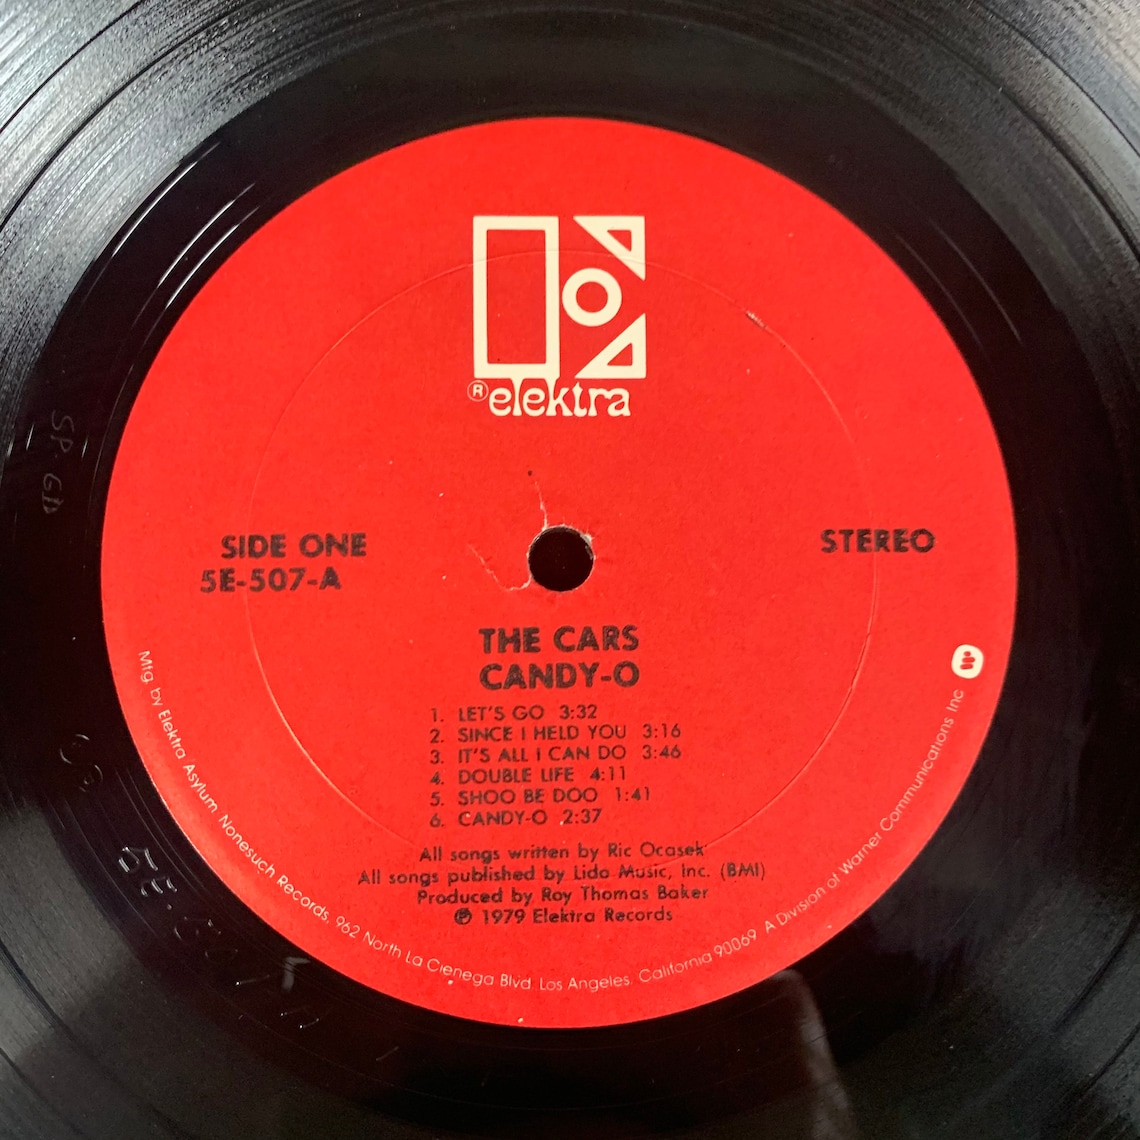 ® elektra
SIDE ONE
5E-507-A
STEREO
THE CARS
CANDY-O
1. LET'S GO 3:32
2. SINCE I HELD YOU 3:16
3. IT'S ALL I CAN DO 3:46
4. DOUBLE LIFE 4:11
5. SHOO BE DOO 1:41
6. CANDY-O 2:37
All songs written by Ric Ocasek
All songs published by Lido Music, Inc. (BMI)
Produced by Roy Thomas Baker
℗ 1979 Elektra Records
Mfg. by Elektra Asylum Nonesuch Records, 962 North La Cienega Blvd. Los Angeles, California 90069 A Division of Warner Communications Inc
SP